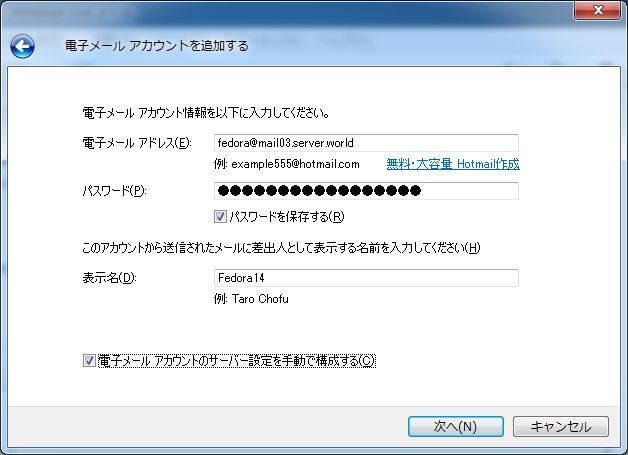 電子メール アカウントを追加する
電子メール アカウント情報を以下に入力してください。
電子メール アドレス(E): fedora@mail03.server.world
例: example555@hotmail.com 無料・大容量 Hotmail作成
パスワード(P): ●●●●●●●●●●●●●●●●●
パスワードを保存する(R)
このアカウントから送信されたメールに差出人として表示する名前を入力してください(H)
表示名(D): Fedora14
例: Taro Chofu
電子メール アカウントのサーバー設定を手動で構成する(C)
次へ(N) キャンセル